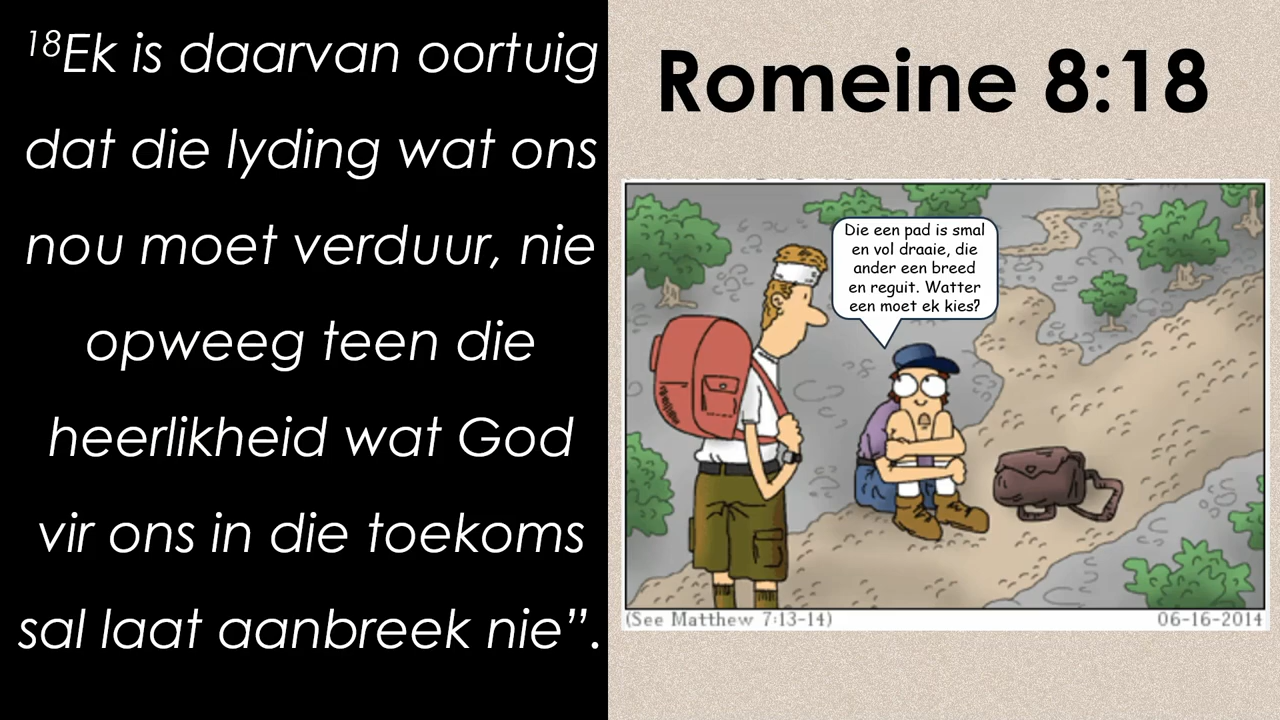 ¹⁸Ek is daarvan oortuig
dat die lyding wat ons
nou moet verduur, nie
opweeg teen die
heerlikheid wat God
vir ons in die toekoms
sal laat aanbreek nie”.
Romeine 8:18
Die een pad is smal
en vol draaie, die
ander een breed
en reguit. Watter
een moet ek kies?
(See Matthew 7:13-14)
06-16-2014